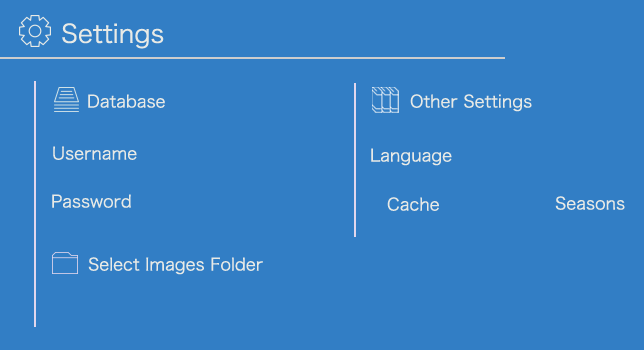 Settings
Database
Username
Password
Select Images Folder
Other Settings
Language
Cache
Seasons